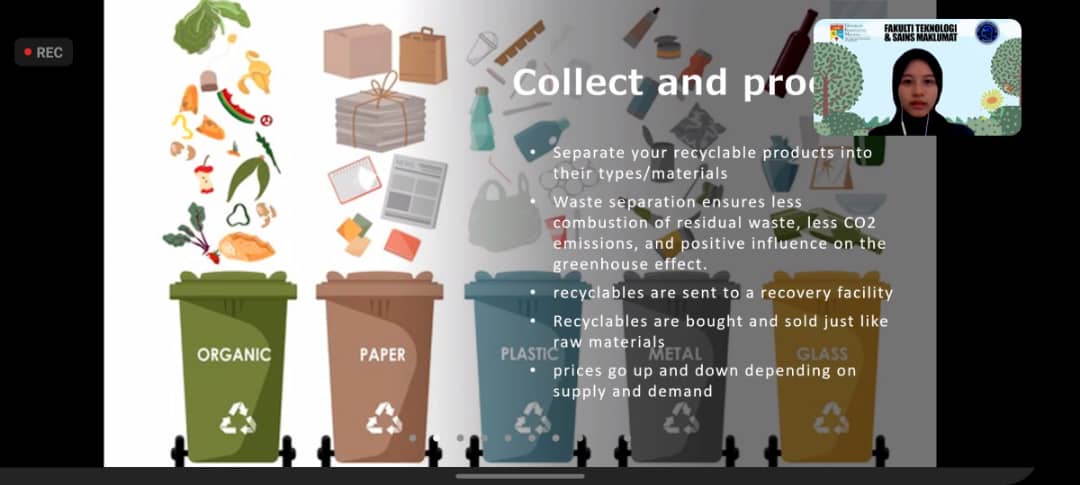 REC
FAKULTI TEKNOLOGI
& SAINS MAKLUMAT
Collect and pro
Separate your recyclable products into
their types/materials
Waste separation ensures less
combustion of residual waste, less CO2
emissions, and positive influence on the
greenhouse effect.
recyclables are sent to a recovery facility
Recyclables are bought and sold just like
raw materials
prices go up and down depending on
supply and demand
NEWS
ORGANIC
PAPER
PLASTIC
METAL
GLASS